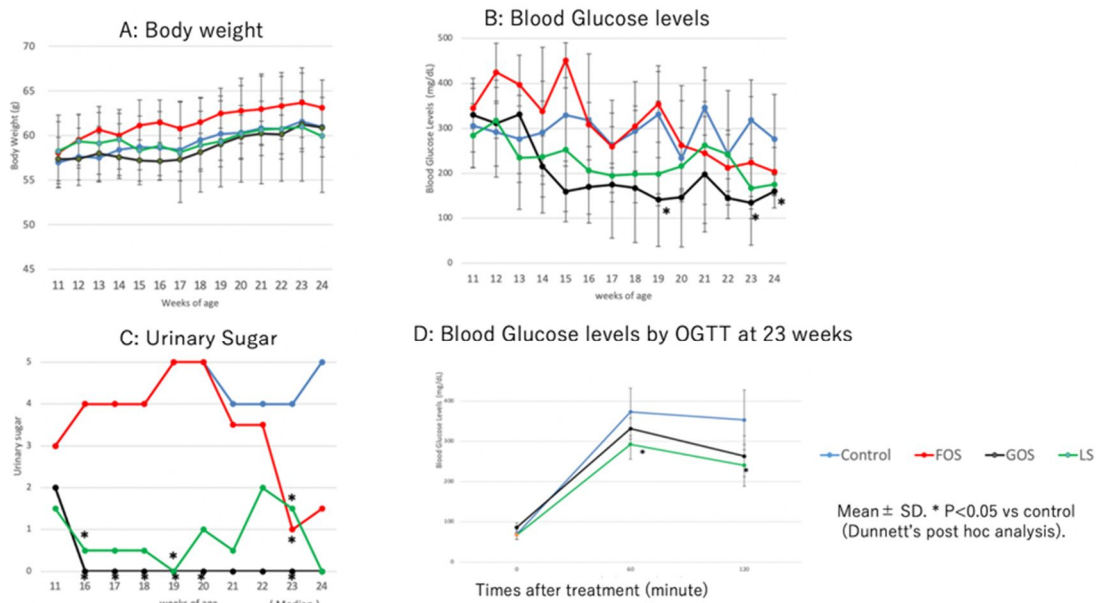 A: Body weight
70
65
60
55
50
45
Body Weight (g)
11 12 13 14 15 16 17 18 19 20 21 22 23 24
Weeks of age
B: Blood Glucose levels
500
400
300
200
100
0
Blood Glucose Levels (mg/dL)
11 12 13 14 15 16 17 18 19 20 21 22 23 24
weeks of age
* * *
C: Urinary Sugar
5
4
3
2
1
0
Urinary sugar
* * * *
* * * * * *
11 16 17 18 19 20 21 22 23 24
weeks of age (Median)
D: Blood Glucose levels by OGTT at 23 weeks
400
300
200
100
0
Blood Glucose Levels (mg/dL)
* *
0 60 120
Times after treatment (minute)
Control FOS GOS LS
Mean± SD. * P<0.05 vs control
(Dunnett's post hoc analysis).